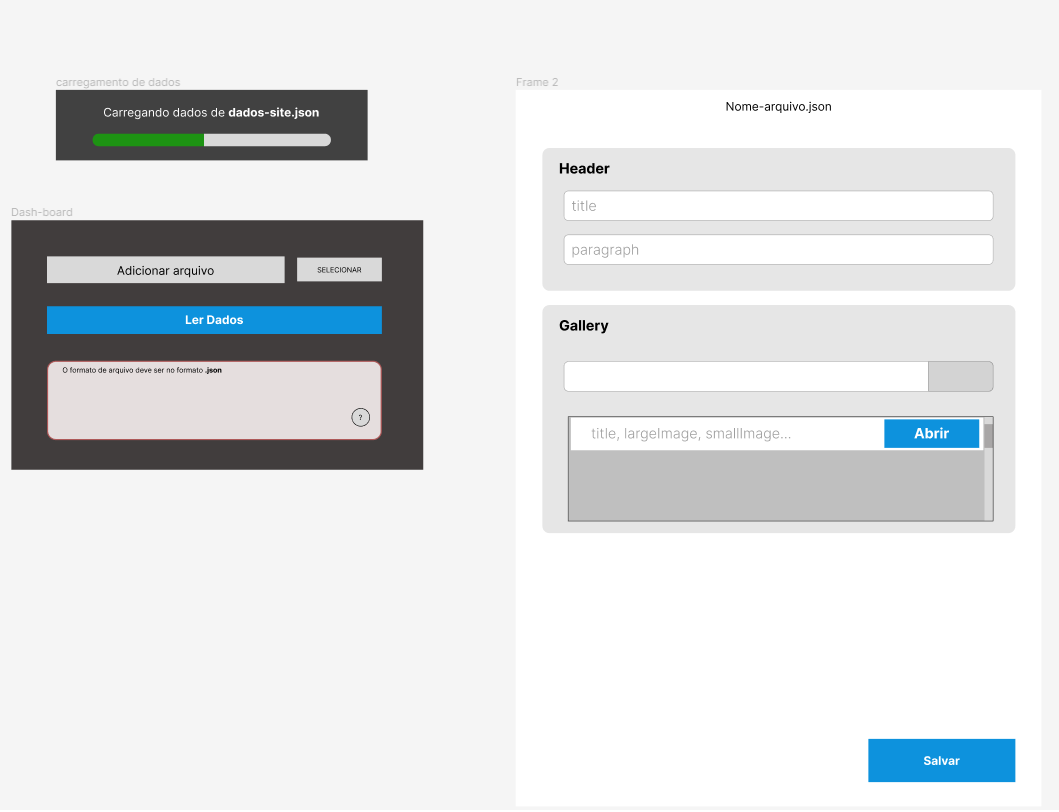 carregamento de dados
Carregando dados de dados-site.json
Dash-board
Adicionar arquivo
SELECIONAR
Ler Dados
O formato de arquivo deve ser no formato .json
?
Frame 2
Nome-arquivo.json
Header
title
paragraph
Gallery
title, largeImage, smallImage...
Abrir
Salvar